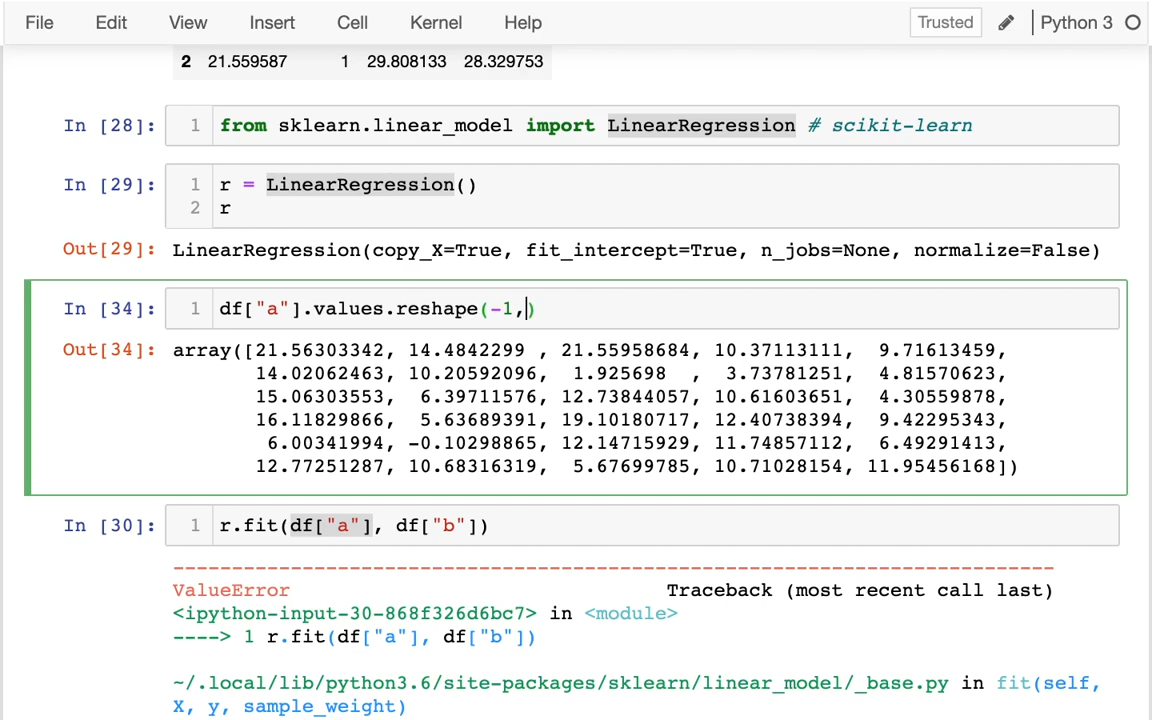 File Edit View Insert Cell Kernel Help Trusted Python 3
2 21.559587 1 29.808133 28.329753
In [28]: 1 from sklearn.linear_model import LinearRegression # scikit-learn
In [29]: 1 r = LinearRegression()
2 r
Out[29]: LinearRegression(copy_X=True, fit_intercept=True, n_jobs=None, normalize=False)
In [34]: 1 df["a"].values.reshape(-1,)
Out[34]: array([21.56303342, 14.4842299 , 21.55958684, 10.37113111, 9.71613459,
14.02062463, 10.20592096, 1.925698 , 3.73781251, 4.81570623,
15.06303553, 6.39711576, 12.73844057, 10.61603651, 4.30559878,
16.11829866, 5.63689391, 19.10180717, 12.40738394, 9.42295343,
6.00341994, -0.10298865, 12.14715929, 11.74857112, 6.49291413,
12.77251287, 10.68316319, 5.67699785, 10.71028154, 11.95456168])
In [30]: 1 r.fit(df["a"], df["b"])
---------------------------------------------------------------------------
ValueError Traceback (most recent call last)
<ipython-input-30-868f326d6bc7> in <module>
----> 1 r.fit(df["a"], df["b"])
~/.local/lib/python3.6/site-packages/sklearn/linear_model/_base.py in fit(self,
X, y, sample_weight)